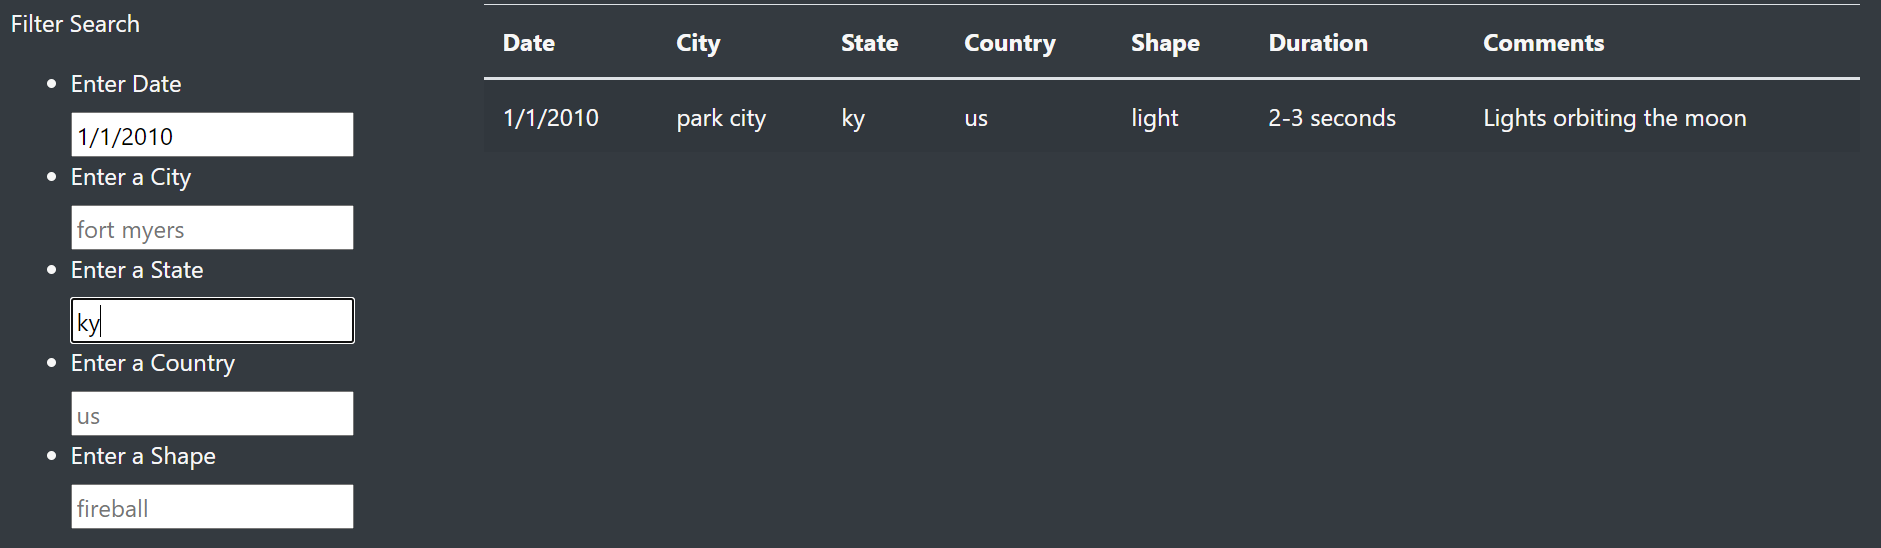 Filter Search
Enter Date
1/1/2010
Enter a City
fort myers
Enter a State
ky
Enter a Country
us
Enter a Shape
fireball
Date City State Country Shape Duration Comments
1/1/2010 park city ky us light 2-3 seconds Lights orbiting the moon